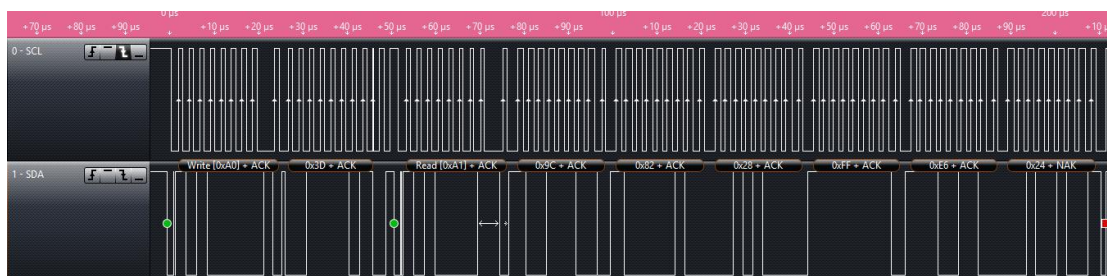 0 µs 100 µs 200 µs
+70 µs +80 µs +90 µs +10 µs +20 µs +30 µs +40 µs +50 µs +60 µs +70 µs +80 µs +90 µs +10 µs +20 µs +30 µs +40 µs +50 µs +60 µs +70 µs +80 µs +90 µs
0 - SCL
Write [0xA0] + ACK 0x3D + ACK Read [0xA1] + ACK 0x9C + ACK 0x82 + ACK 0x28 + ACK 0xFF + ACK 0xE6 + ACK 0x24 + NAK
1 - SDA